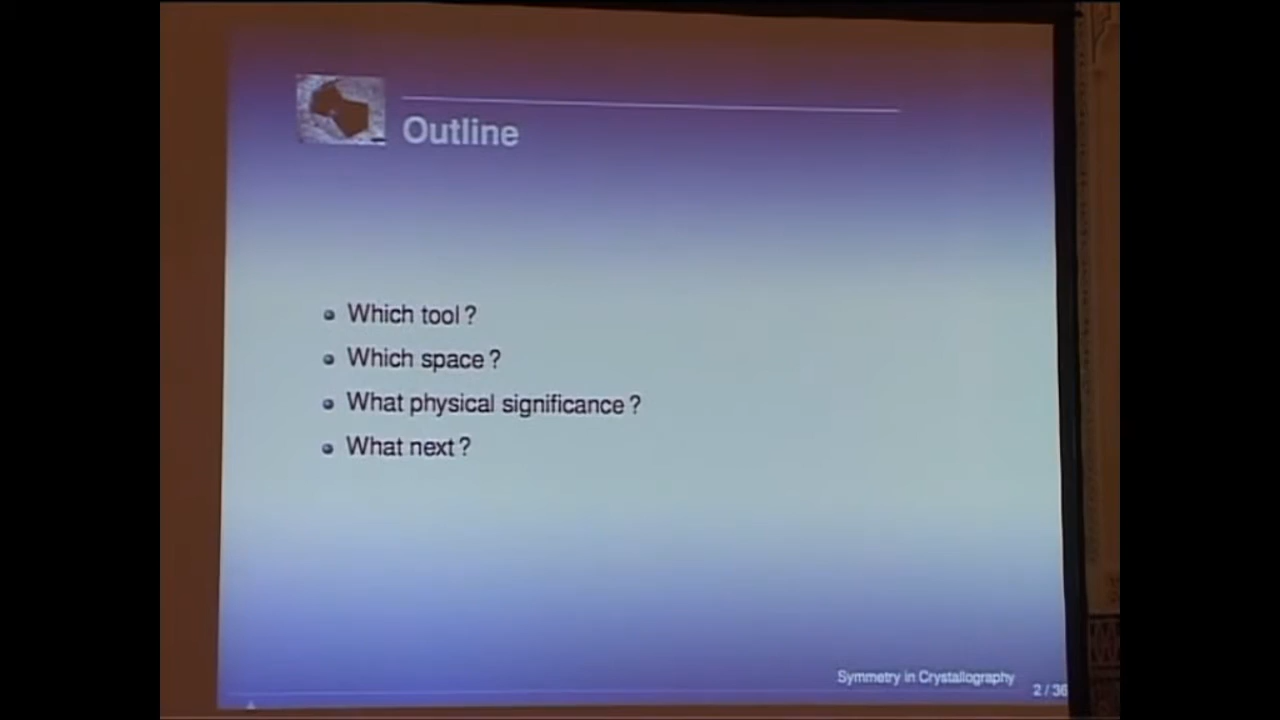 Outline
Which tool ?
Which space ?
What physical significance ?
What next ?
Symmetry in Crystallography
2 / 36